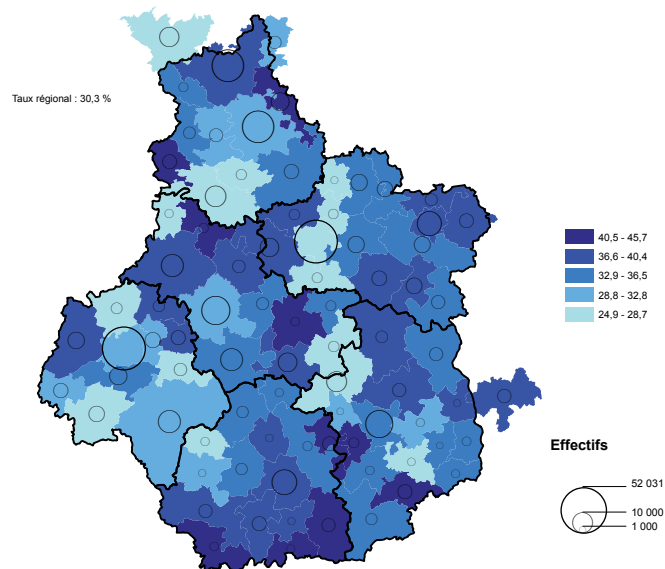 Taux régional : 30,3 %
40,5 - 45,7
36,6 - 40,4
32,9 - 36,5
28,8 - 32,8
24,9 - 28,7
Effectifs
52 031
10 000
1 000